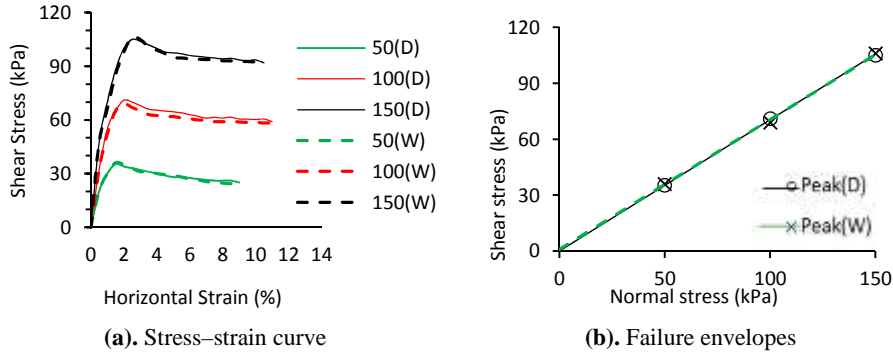 120
90
60
30
0
Shear Stress (kPa)
0 2 4 6 8 10 12 14
Horizontal Strain (%)
50(D)
100(D)
150(D)
50(W)
100(W)
150(W)
(a). Stress–strain curve
120
90
60
30
0
Shear stress (kPa)
0 50 100 150
Normal stress (kPa)
Peak(D)
Peak(W)
(b). Failure envelopes